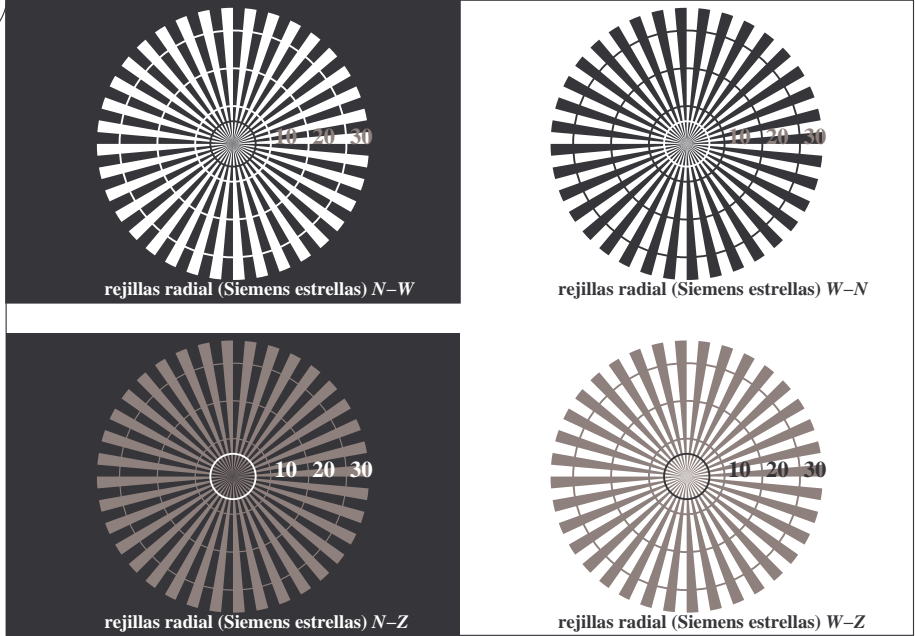 10 20 30
rejillas radial (Siemens estrellas) N–W
10 20 30
rejillas radial (Siemens estrellas) W–N
10 20 30
rejillas radial (Siemens estrellas) N–Z
10 20 30
rejillas radial (Siemens estrellas) W–Z